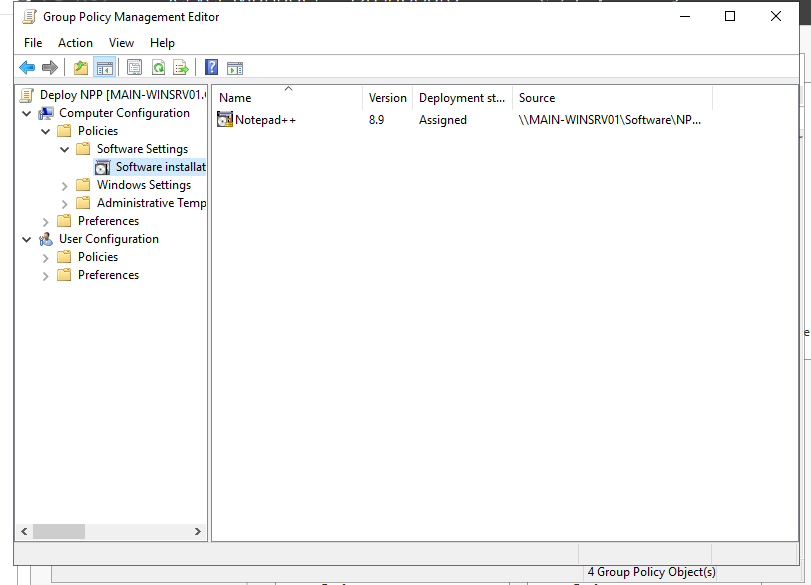 Group Policy Management Editor
File Action View Help
Deploy NPP [MAIN-WINSRV01.
Computer Configuration
Policies
Software Settings
Software installat
Windows Settings
Administrative Temp
Preferences
User Configuration
Policies
Preferences
Name Version Deployment st... Source
Notepad++ 8.9 Assigned \\MAIN-WINSRV01\Software\NP...
4 Group Policy Object(s)